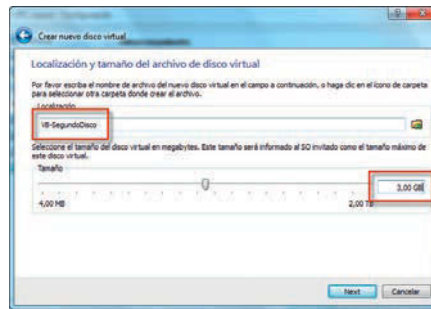 Crear nuevo disco virtual
Localización y tamaño del archivo de disco virtual
Por favor escriba el nombre de archivo del nuevo disco virtual en el campo a continuación, o haga clic en el ícono de carpeta
para seleccionar otra carpeta donde crear el archivo.
Localización
VB-SegundoDisco
Seleccione el tamaño del disco virtual en megabytes. Este tamaño será informado al SO invitado como el tamaño máximo de
este disco virtual.
Tamaño
3,00 GB
4,00 MB 2,00 TB
Next Cancelar